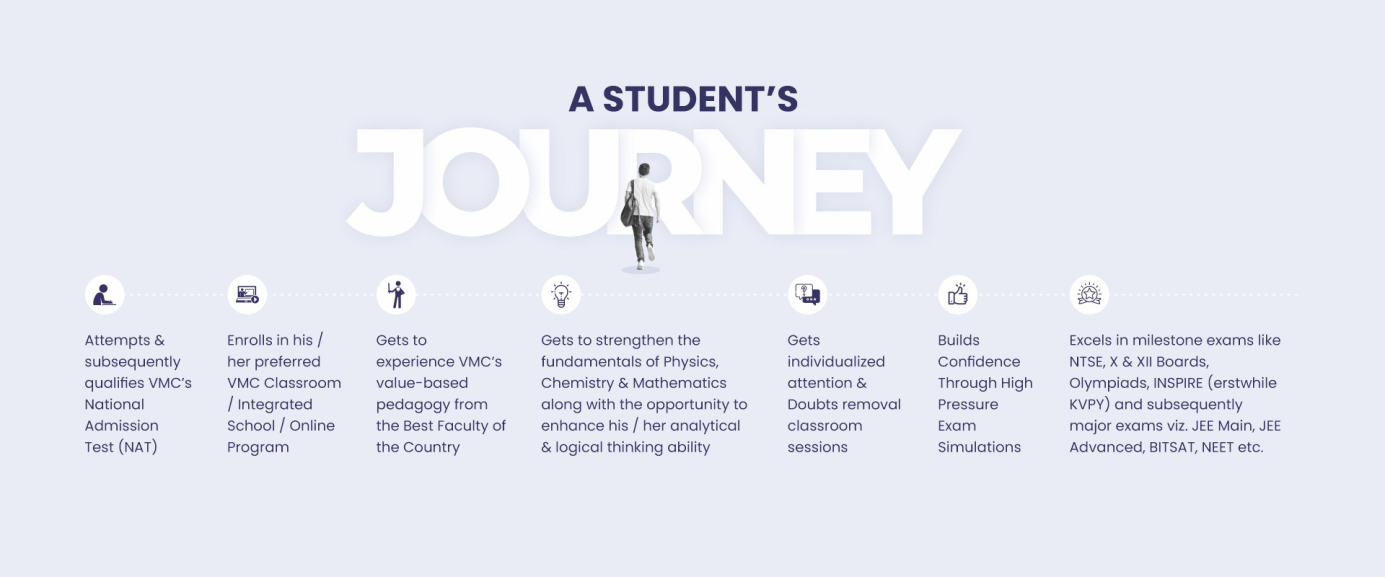 A STUDENT’S
JOURNEY
Attempts &
subsequently
qualifies VMC’s
National
Admission
Test (NAT)
Enrolls in his /
her preferred
VMC Classroom
/ Integrated
School / Online
Program
Gets to
experience VMC’s
value-based
pedagogy from
the Best Faculty of
the Country
Gets to strengthen the
fundamentals of Physics,
Chemistry & Mathematics
along with the opportunity to
enhance his / her analytical
& logical thinking ability
Gets
individualized
attention &
Doubts removal
classroom
sessions
Builds
Confidence
Through High
Pressure
Exam
Simulations
Excels in milestone exams like
NTSE, X & XII Boards,
Olympiads, INSPIRE (erstwhile
KVPY) and subsequently
major exams viz. JEE Main, JEE
Advanced, BITSAT, NEET etc.